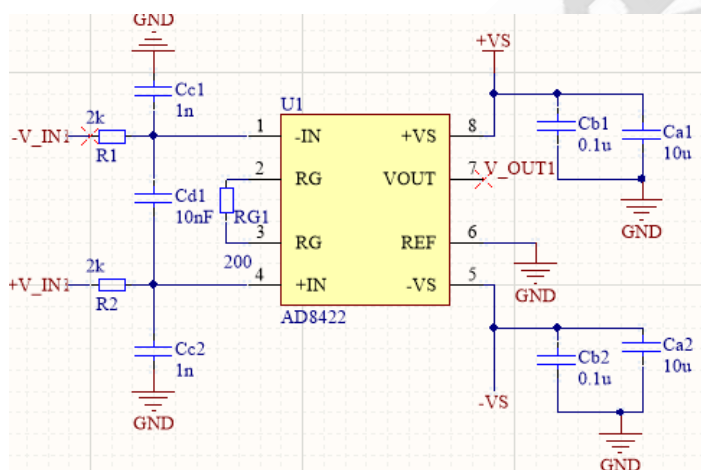 GND
+VS
Cc1
1n
U1
2k
-V_IN1
R1
1
-IN
+VS
8
Cb1
0.1u
Ca1
10u
2
RG
VOUT
7
V_OUT1
Cd1
10nF
RG1
GND
3
RG
REF
6
200
2k
+V_IN1
R2
4
+IN
-VS
5
GND
AD8422
Cc2
1n
Cb2
0.1u
Ca2
10u
-VS
GND
GND